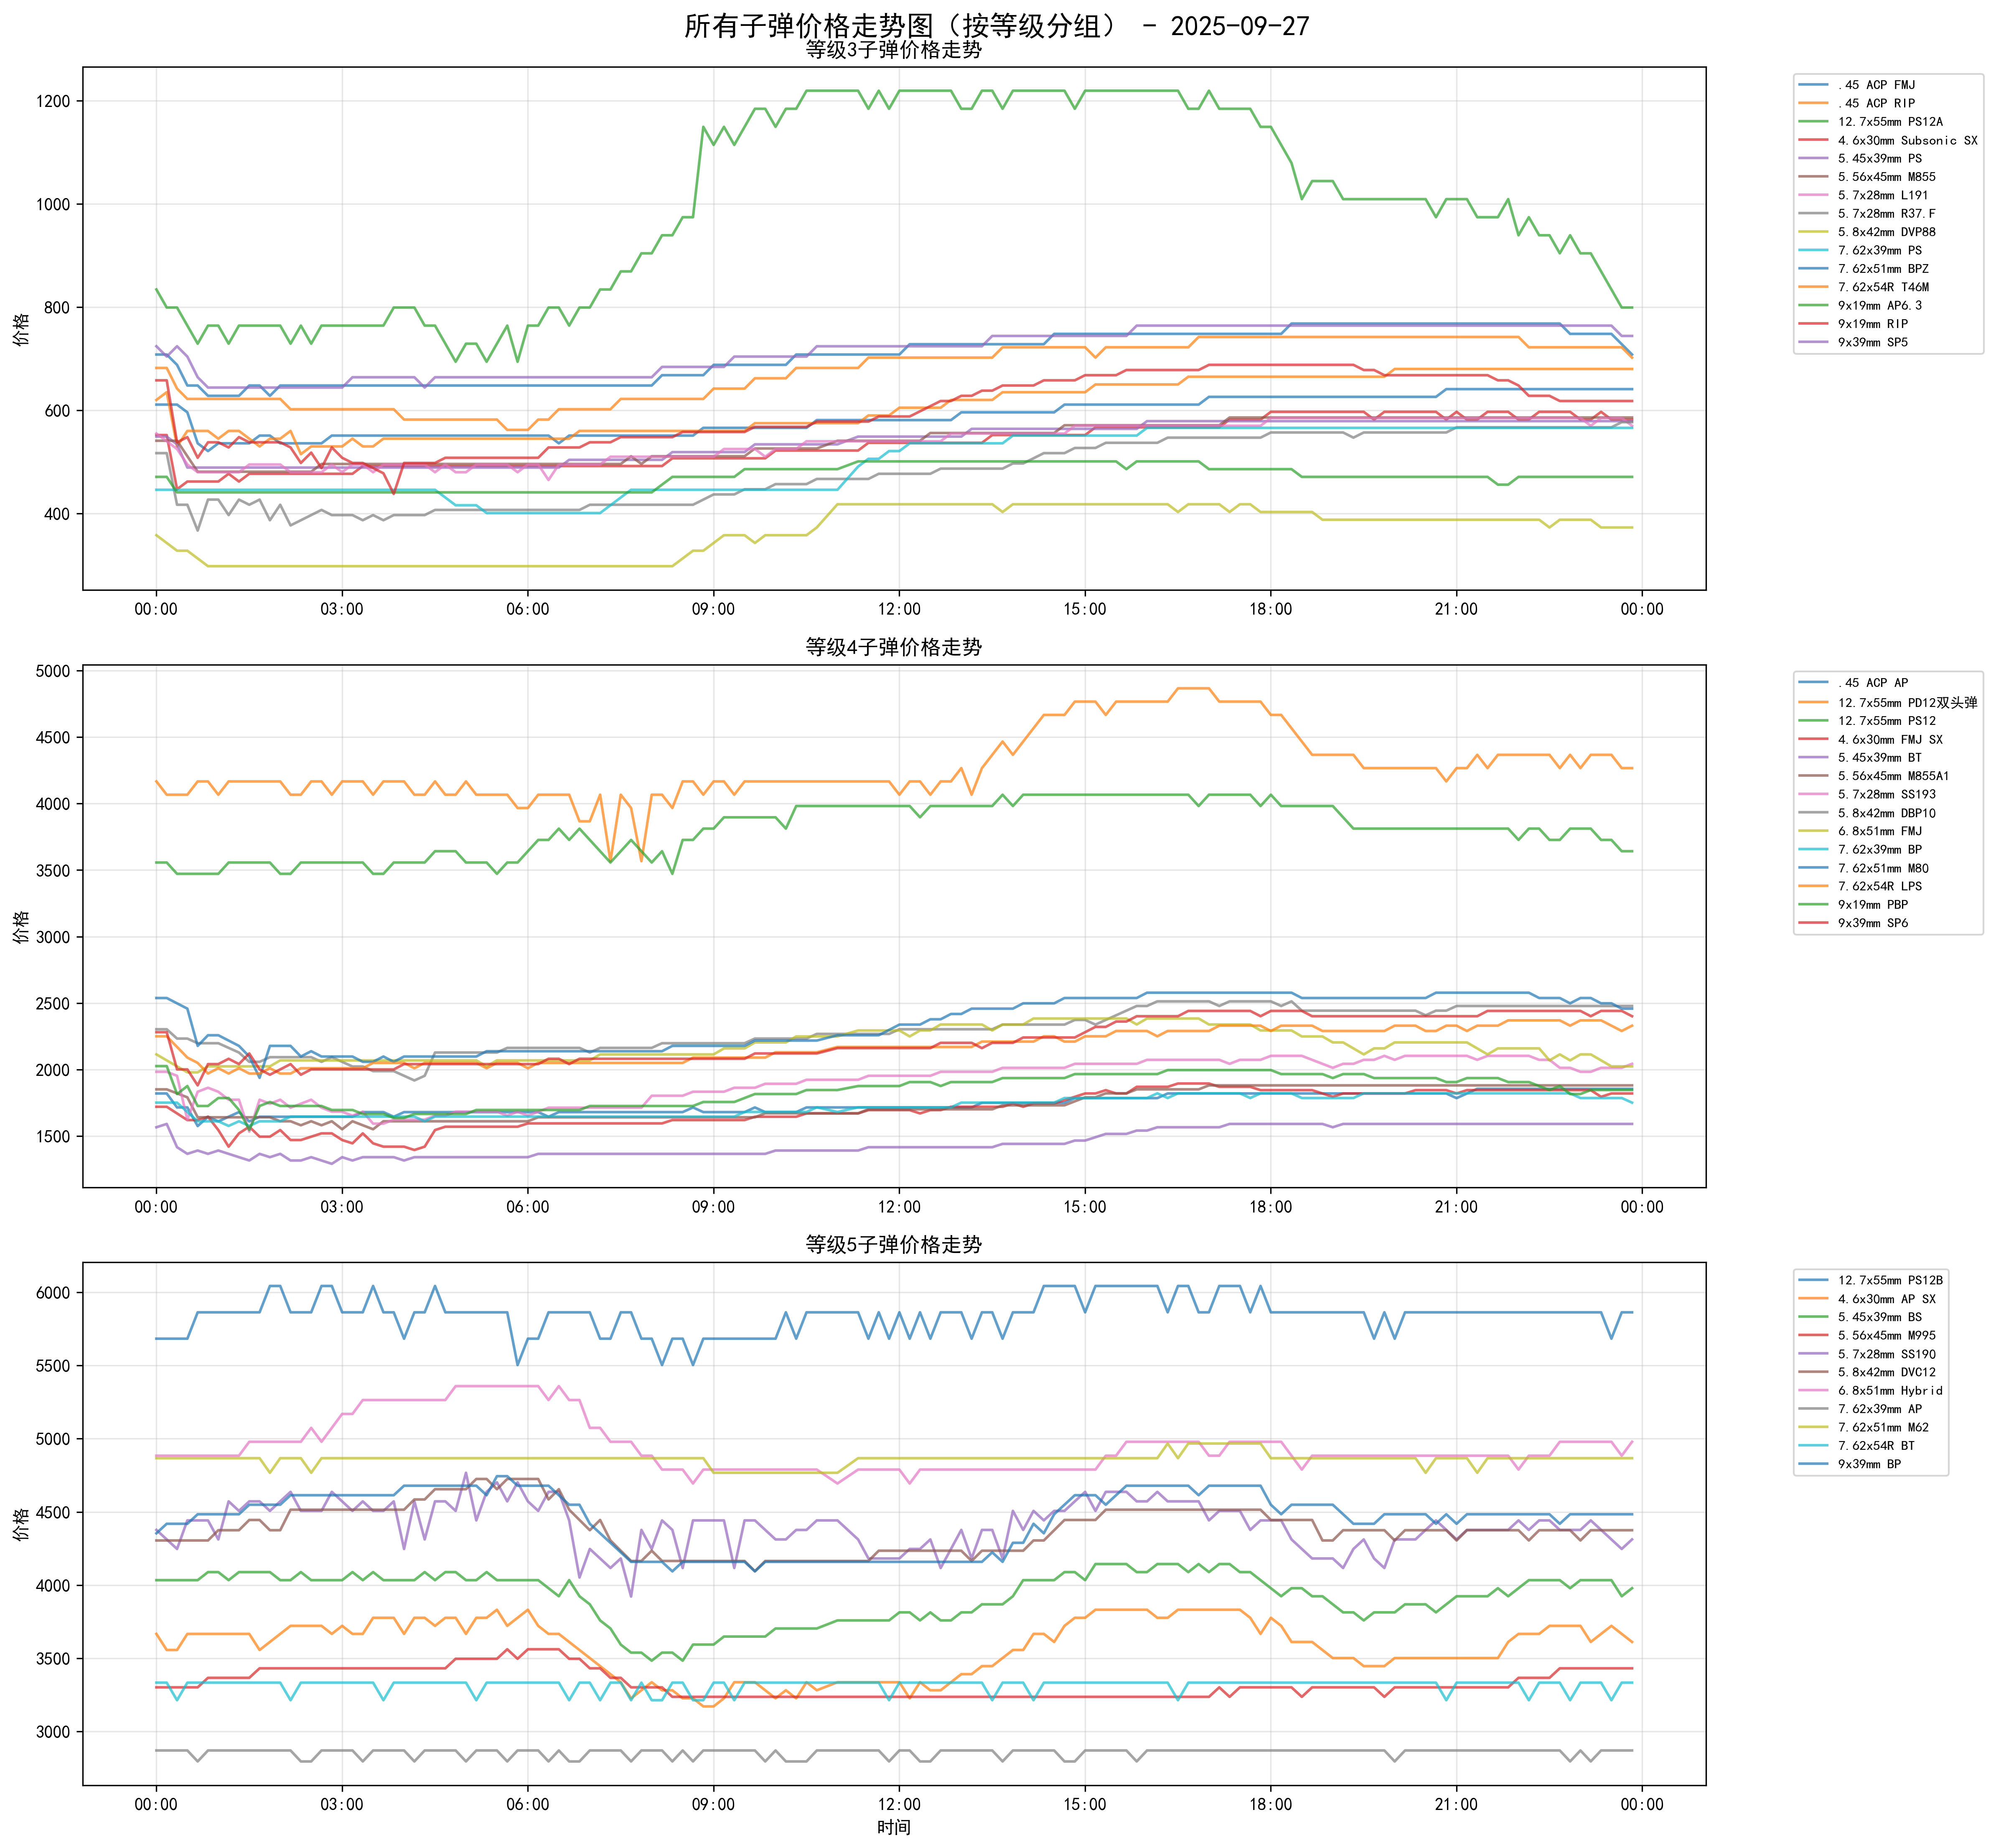 所有子弹价格走势图（按等级分组） - 2025-09-27
等级3子弹价格走势
1200
1000
800
600
400
价格
00:00 03:00 06:00 09:00 12:00 15:00 18:00 21:00 00:00
.45 ACP FMJ
.45 ACP RIP
12.7x55mm PS12A
4.6x30mm Subsonic SX
5.45x39mm PS
5.56x45mm M855
5.7x28mm L191
5.7x28mm R37.F
5.8x42mm DVP88
7.62x39mm PS
7.62x51mm BPZ
7.62x54R T46M
9x19mm AP6.3
9x19mm RIP
9x39mm SP5
等级4子弹价格走势
5000
4500
4000
3500
3000
2500
2000
1500
价格
00:00 03:00 06:00 09:00 12:00 15:00 18:00 21:00 00:00
.45 ACP AP
12.7x55mm PD12双头弹
12.7x55mm PS12
4.6x30mm FMJ SX
5.45x39mm BT
5.56x45mm M855A1
5.7x28mm SS193
5.8x42mm DBP10
6.8x51mm FMJ
7.62x39mm BP
7.62x51mm M80
7.62x54R LPS
9x19mm PBP
9x39mm SP6
等级5子弹价格走势
6000
5500
5000
4500
4000
3500
3000
价格
00:00 03:00 06:00 09:00 12:00 15:00 18:00 21:00 00:00
时间
12.7x55mm PS12B
4.6x30mm AP SX
5.45x39mm BS
5.56x45mm M995
5.7x28mm SS190
5.8x42mm DVC12
6.8x51mm Hybrid
7.62x39mm AP
7.62x51mm M62
7.62x54R BT
9x39mm BP